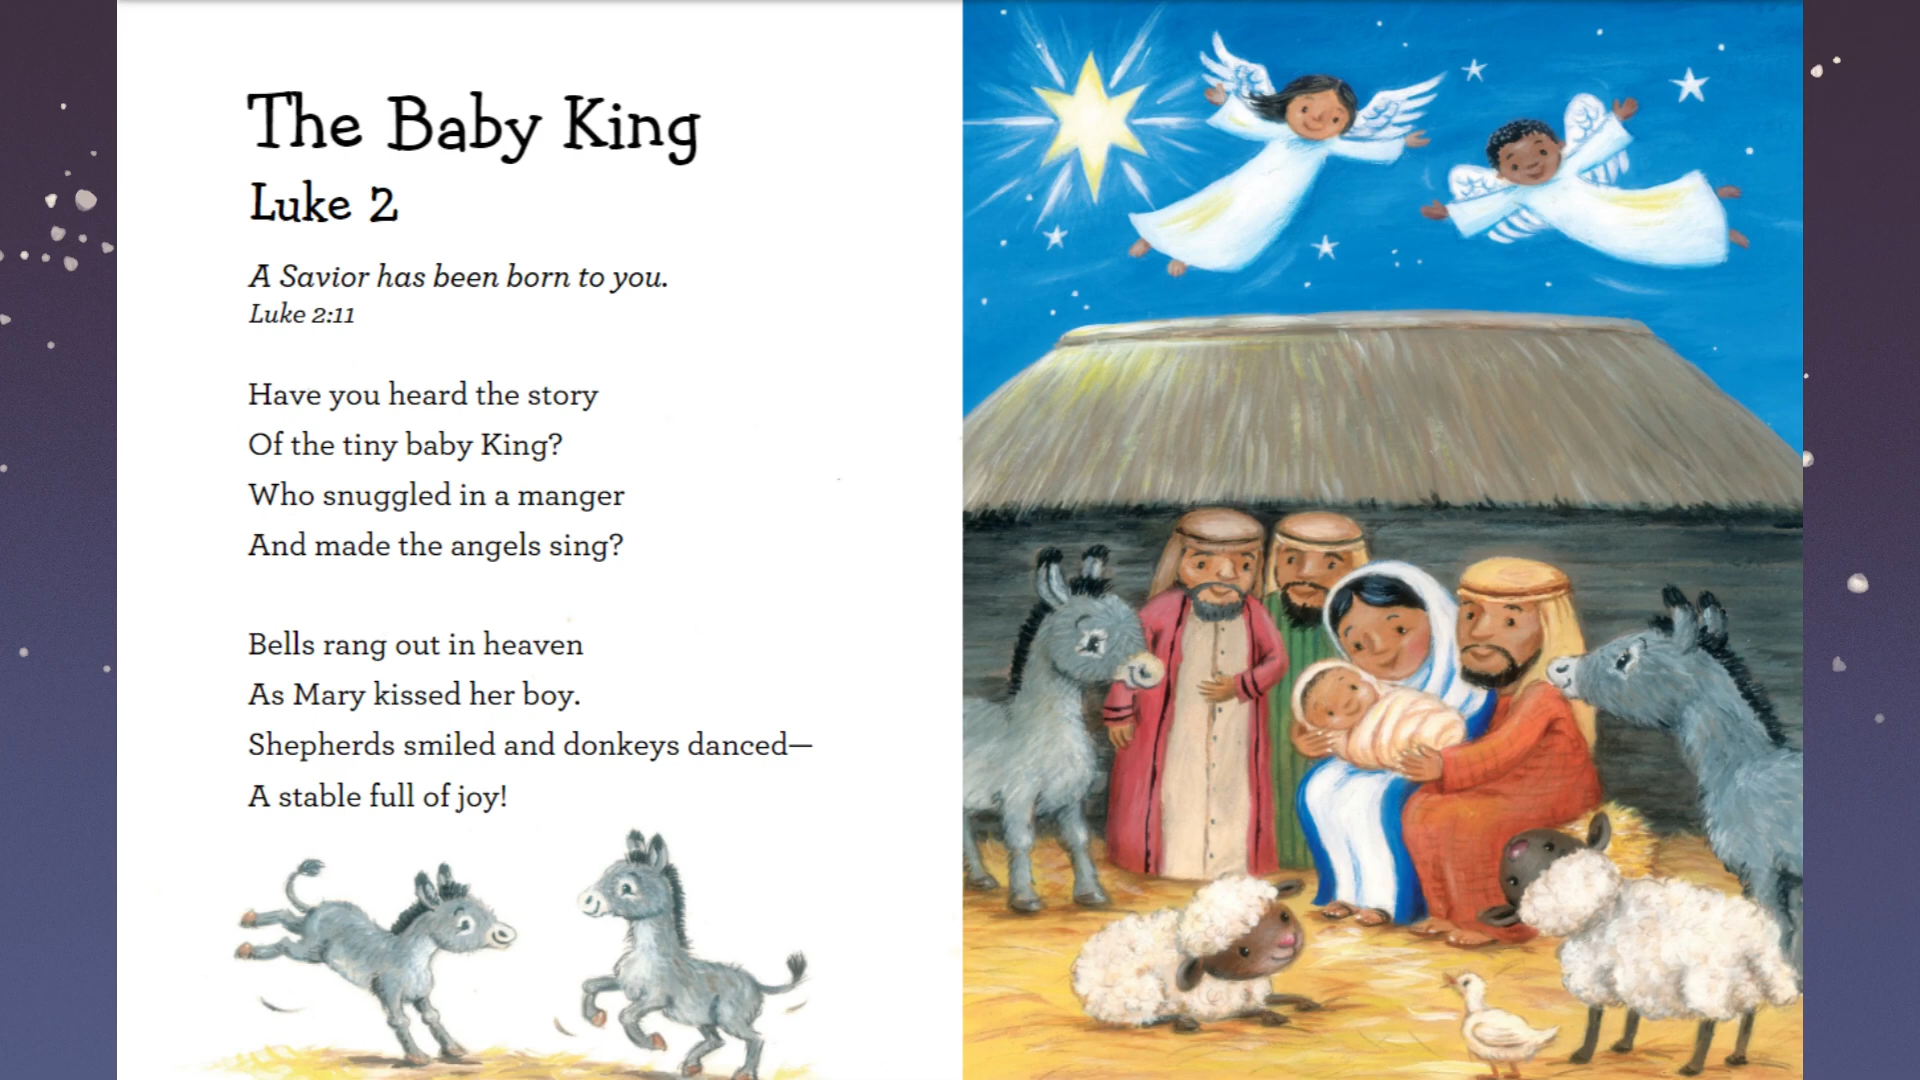 The Baby King
Luke 2
A Savior has been born to you.
Luke 2:11
Have you heard the story
Of the tiny baby King?
Who snuggled in a manger
And made the angels sing?
Bells rang out in heaven
As Mary kissed her boy.
Shepherds smiled and donkeys danced—
A stable full of joy!